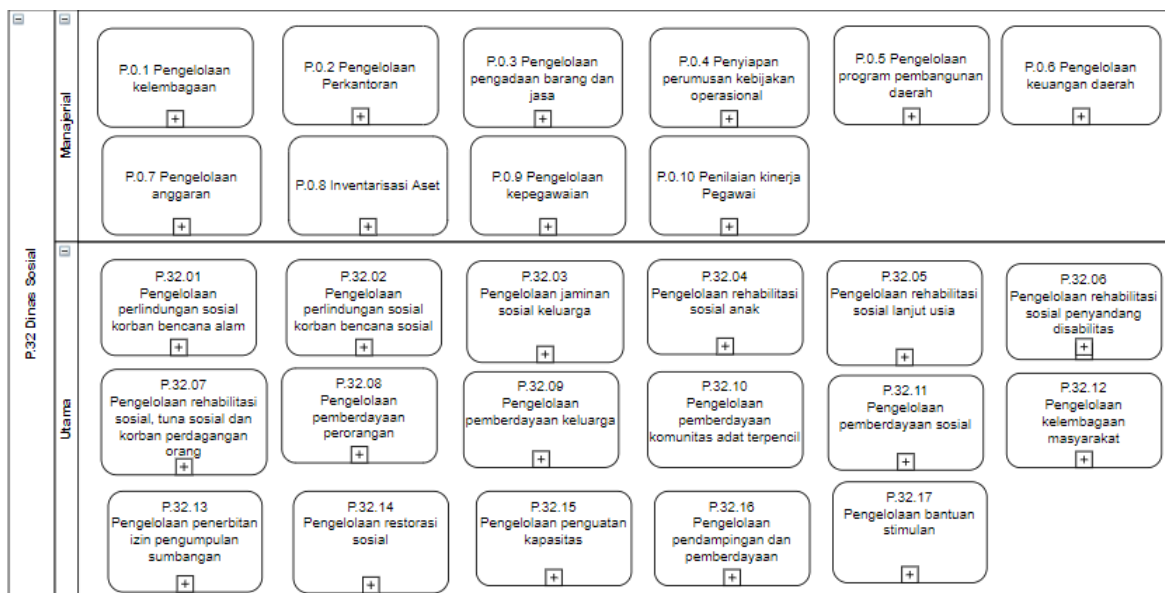 P.32 Dinas Sosial
Manajerial
P.0.1 Pengelolaan
kelembagaan
P.0.2 Pengelolaan
Perkantoran
P.0.3 Pengelolaan
pengadaan barang dan
jasa
P.0.4 Penyiapan
perumusan kebijakan
operasional
P.0.5 Pengelolaan
program pembangunan
daerah
P.0.6 Pengelolaan
keuangan daerah
P.0.7 Pengelolaan
anggaran
P.0.8 Inventarisasi Aset
P.0.9 Pengelolaan
kepegawaian
P.0.10 Penilaian kinerja
Pegawai
Utama
P.32.01
Pengelolaan
perlindungan sosial
korban bencana alam
P.32.02
Pengelolaan
perlindungan sosial
korban bencana sosial
P.32.03
Pengelolaan jaminan
sosial keluarga
P.32.04
Pengelolaan rehabilitasi
sosial anak
P.32.05
Pengelolaan rehabilitasi
sosial lanjut usia
P.32.06
Pengelolaan rehabilitasi
sosial penyandang
disabilitas
P.32.07
Pengelolaan rehabilitasi
sosial, tuna sosial dan
korban perdagangan
orang
P.32.08
Pengelolaan
pemberdayaan
perorangan
P.32.09
Pengelolaan
pemberdayaan keluarga
P.32.10
Pengelolaan
pemberdayaan
komunitas adat terpencil
P.32.11
Pengelolaan
pemberdayaan sosial
P.32.12
Pengelolaan
kelembagaan
masyarakat
P.32.13
Pengelolaan penerbitan
izin pengumpulan
sumbangan
P.32.14
Pengelolaan restorasi
sosial
P.32.15
Pengelolaan penguatan
kapasitas
P.32.16
Pengelolaan
pendampingan dan
pemberdayaan
P.32.17
Pengelolaan bantuan
stimulan